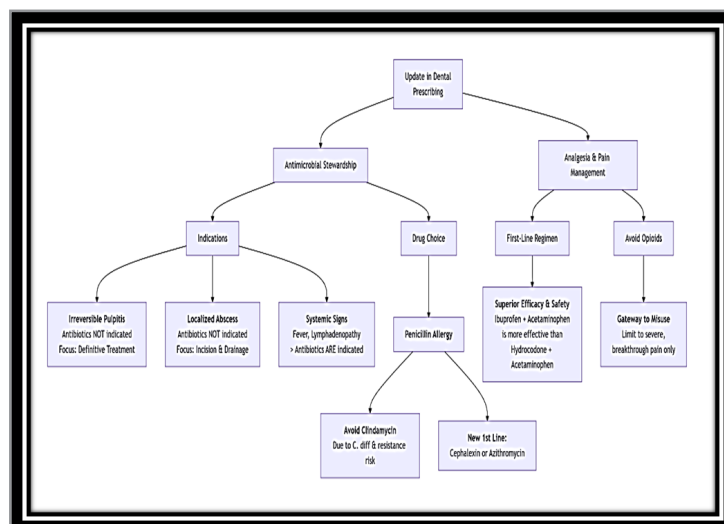 Update in Dental
Prescribing
Antimicrobial Stewardship
Analgesia & Pain
Management
Indications
Drug Choice
First-Line Regimen
Avoid Opioids
Irreversible Pulpitis
Antibiotics NOT indicated
Focus: Definitive Treatment
Localized Abscess
Antibiotics NOT indicated
Focus: Incision & Drainage
Systemic Signs
Fever, Lymphadenopathy
> Antibiotics ARE indicated
Penicillin Allergy
Superior Efficacy & Safety
Ibuprofen + Acetaminophen
is more effective than
Hydrocodone +
Acetaminophen
Gateway to Misuse
Limit to severe,
breakthrough pain only
Avoid Clindamycin
Due to C. diff & resistance
risk
New 1st Line:
Cephalexin or Azithromycin